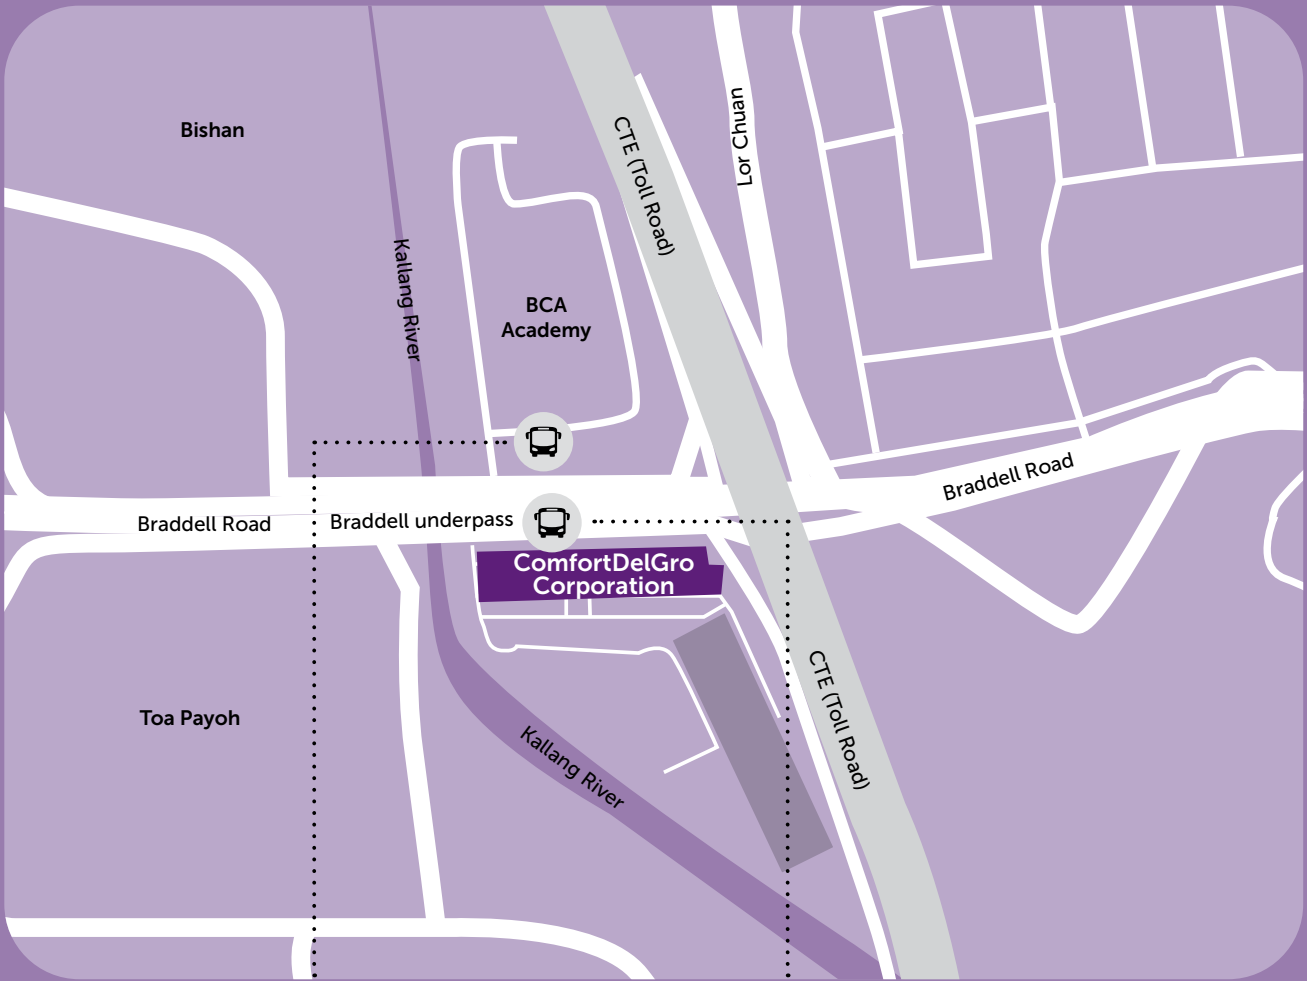 Bishan
Lor Chuan
CTE (Toll Road)
Kallang River
BCA
Academy
Braddell Road
Braddell Road
Braddell underpass
ComfortDelGro
Corporation
Toa Payoh
CTE (Toll Road)
Kallang River